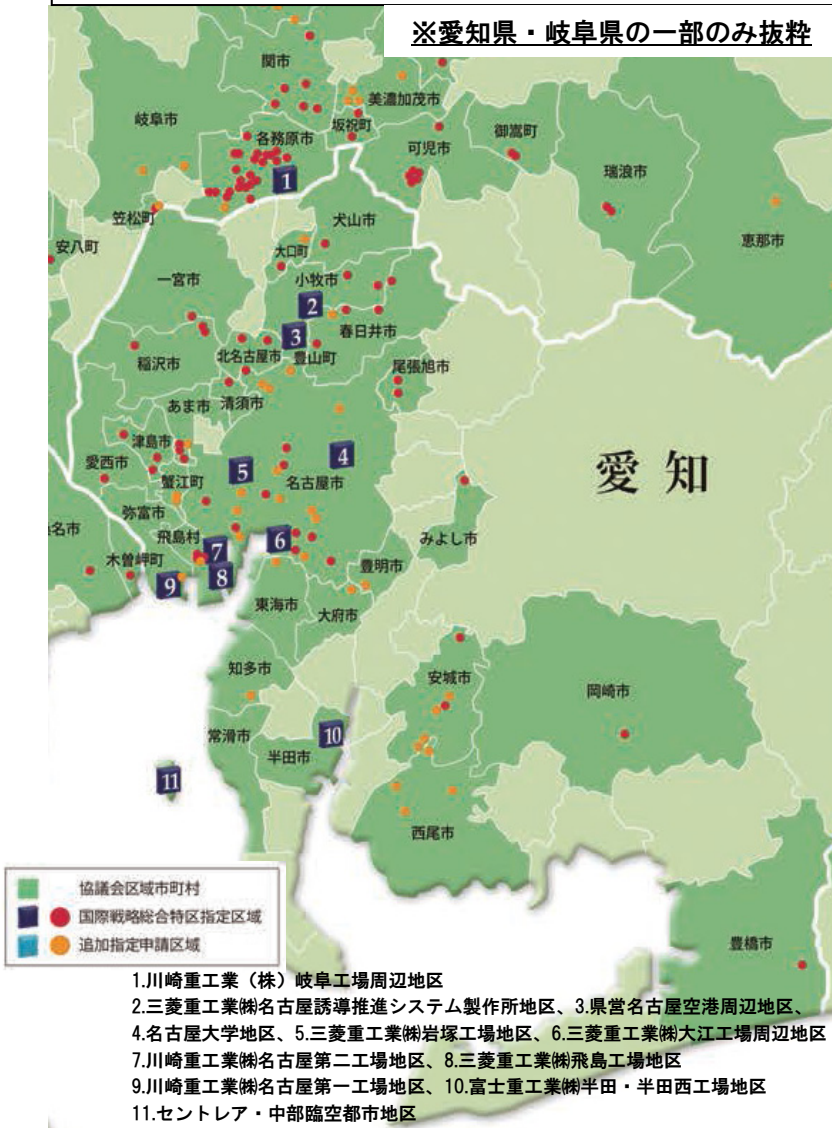 ※愛知県・岐阜県の一部のみ抜粋
関市
美濃加茂市
岐阜市
坂祝町
各務原市
御嵩町
可児市
瑞浪市
1
笠松町
犬山市
恵那市
安八町
大口町
一宮市
小牧市
2
春日井市
3
北名古屋市
豊山町
稲沢市
尾張旭市
あま市
清須市
津島市
4
愛知
愛西市
5
蟹江町
名古屋市
弥富市
飛島村
6
みよし市
名市
木曽岬町
7
豊明市
8
9
東海市
大府市
知多市
安城市
岡崎市
常滑市
10
半田市
11
西尾市
協議会区域市町村
国際戦略総合特区指定区域
追加指定申請区域
豊橋市
1.川崎重工業（株）岐阜工場周辺地区
2.三菱重工業㈱名古屋誘導推進システム製作所地区、3.県営名古屋空港周辺地区、
4.名古屋大学地区、5.三菱重工業㈱岩塚工場地区、6.三菱重工業㈱大江工場周辺地区
7.川崎重工業㈱名古屋第二工場地区、8.三菱重工業㈱飛島工場地区
9.川崎重工業㈱名古屋第一工場地区、10.富士重工業㈱半田・半田西工場地区
11.セントレア・中部臨空都市地区